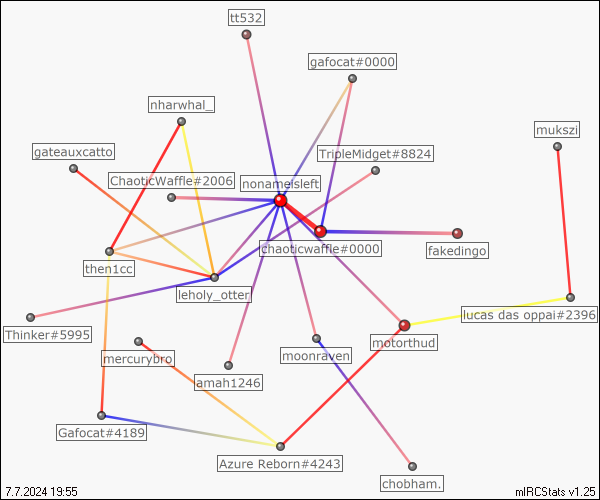 tt532
gafocat#0000
nharwhal_
mukszi
gateauxcatto
TripleMidget#8824
ChaoticWaffle#2006
nonameisleft
chaoticwaffle#0000
fakedingo
then1cc
leholy_otter
lucas das oppai#2396
Thinker#5995
motorthud
mercurybro
moonraven
amah1246
Gafocat#4189
Azure Reborn#4243
chobham.
7.7.2024 19:55
mIRCStats v1.25